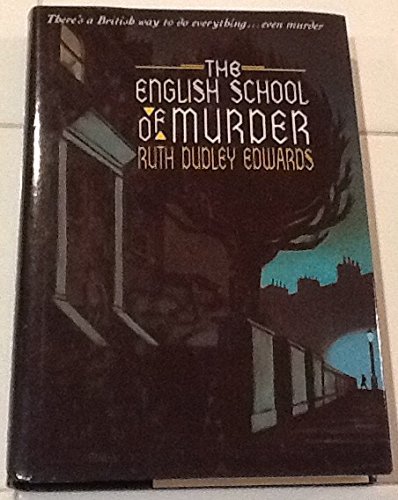 There's a British way to do everything...even murder
THE
ENGLISH SCHOOL
OF MURDER
RUTH DUDLEY EDWARDS